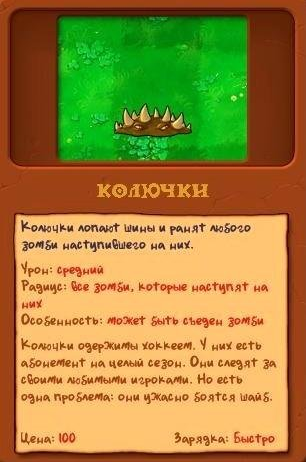 КОЛЮЧКИ
Колючки лопают шины и ранят любого
зомби наступившего на них.
Урон: средний
Радиус: все зомби, которые наступят на
них
Особенность: может быть съеден зомби
Колючки одержимы хоккеем. У них есть
абонемент на целый сезон. Они следят за
своими любимыми игроками. Но есть
одна проблема: они ужасно боятся шайб.
Цена: 100 Зарядка: Быстро